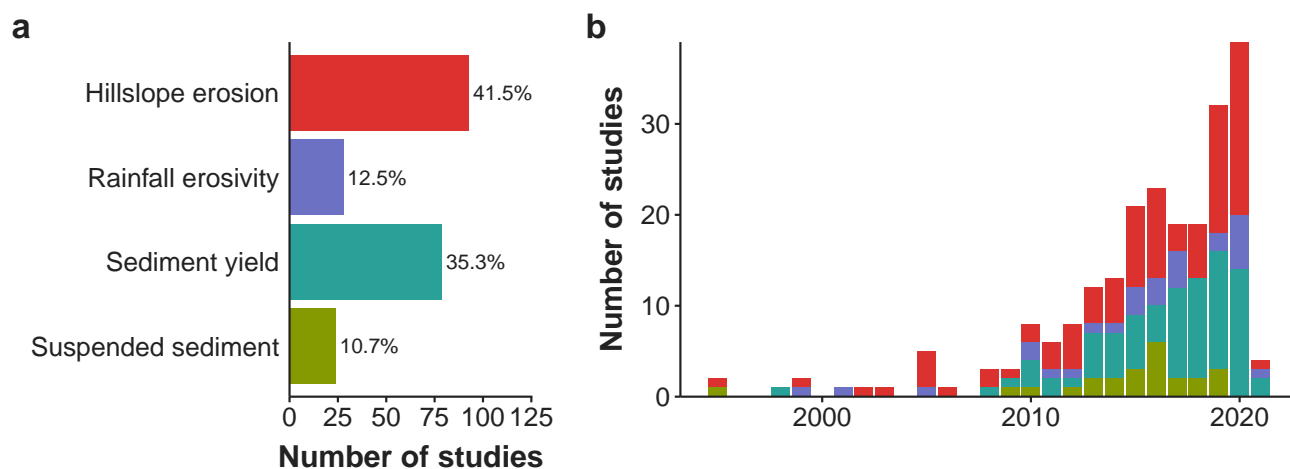 a
Hillslope erosion
41.5%
Rainfall erosivity
12.5%
Sediment yield
35.3%
Suspended sediment
10.7%
0 25 50 75 100 125
Number of studies
b
Number of studies
30
20
10
0
2000 2010 2020